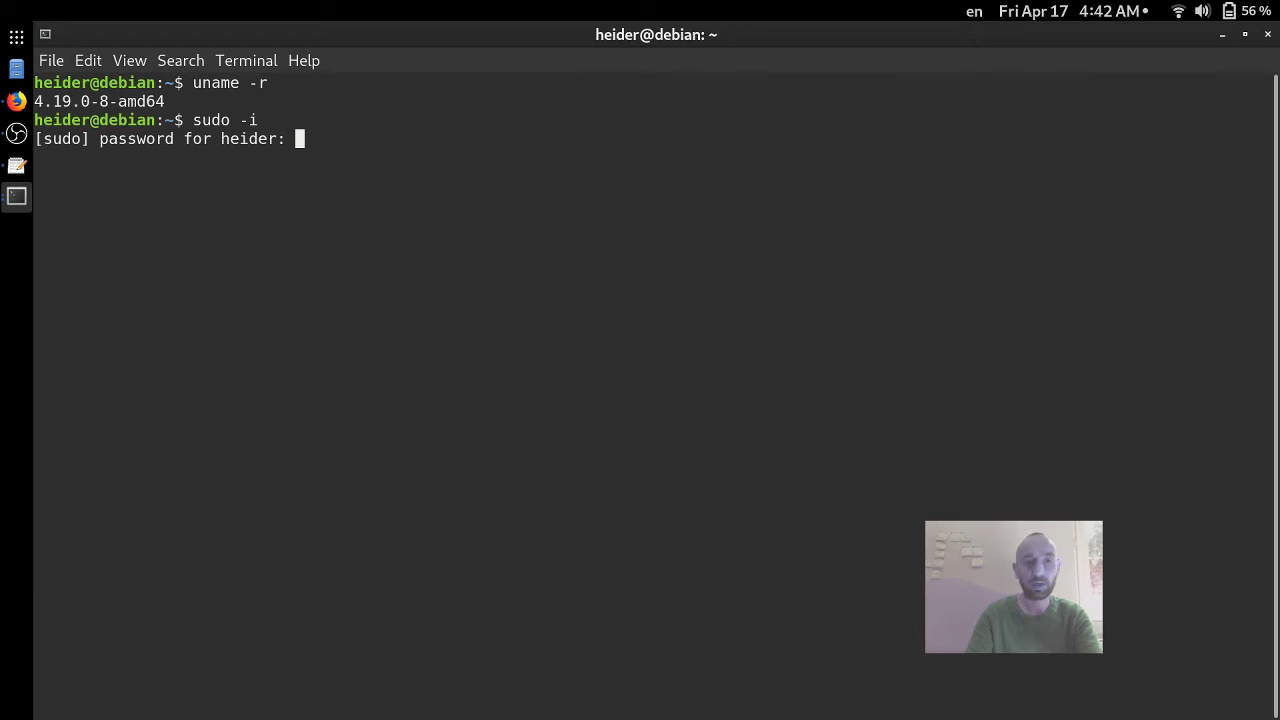 en Fri Apr 17 4:42 AM 56 %
heider@debian: ~
File Edit View Search Terminal Help
heider@debian:~$ uname -r
4.19.0-8-amd64
heider@debian:~$ sudo -i
[sudo] password for heider: